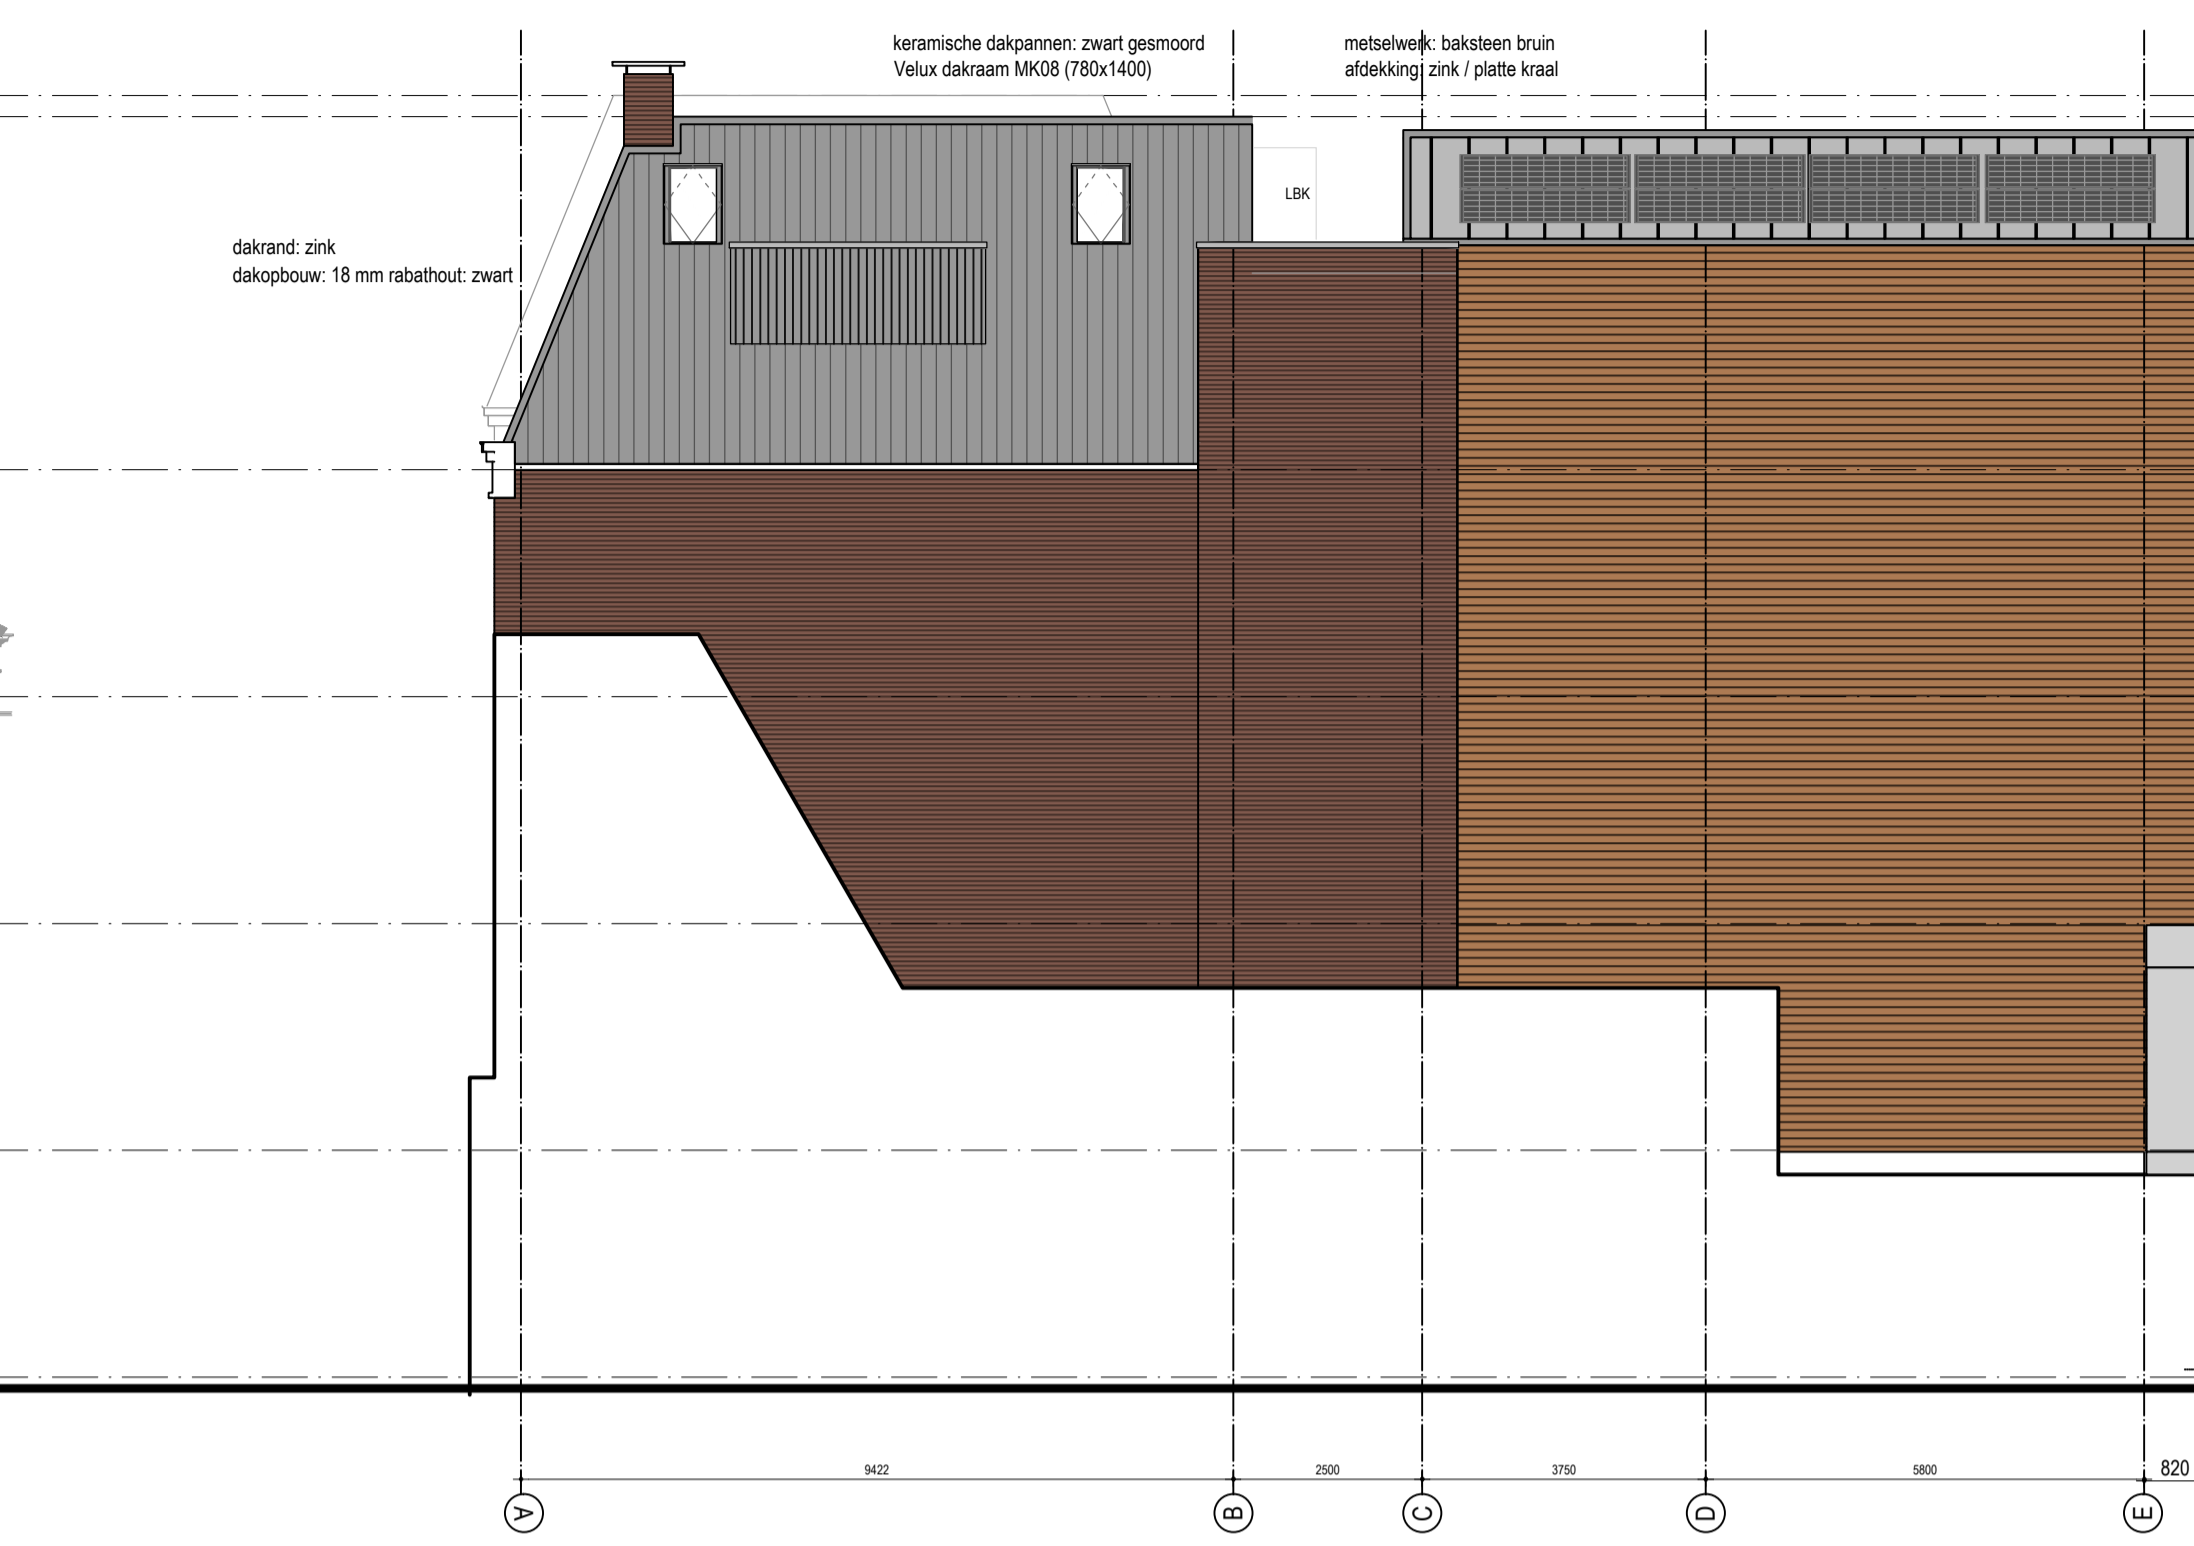 keramische dakpannen: zwart gesmoord
Velux dakraam MK08 (780x1400)
metselwerk: baksteen bruin
afdekking: zink / platte kraal
LBK
dakrand: zink
dakopbouw: 18 mm rabathout: zwart
9422
2500
3750
5800
820
A
B
C
D
E